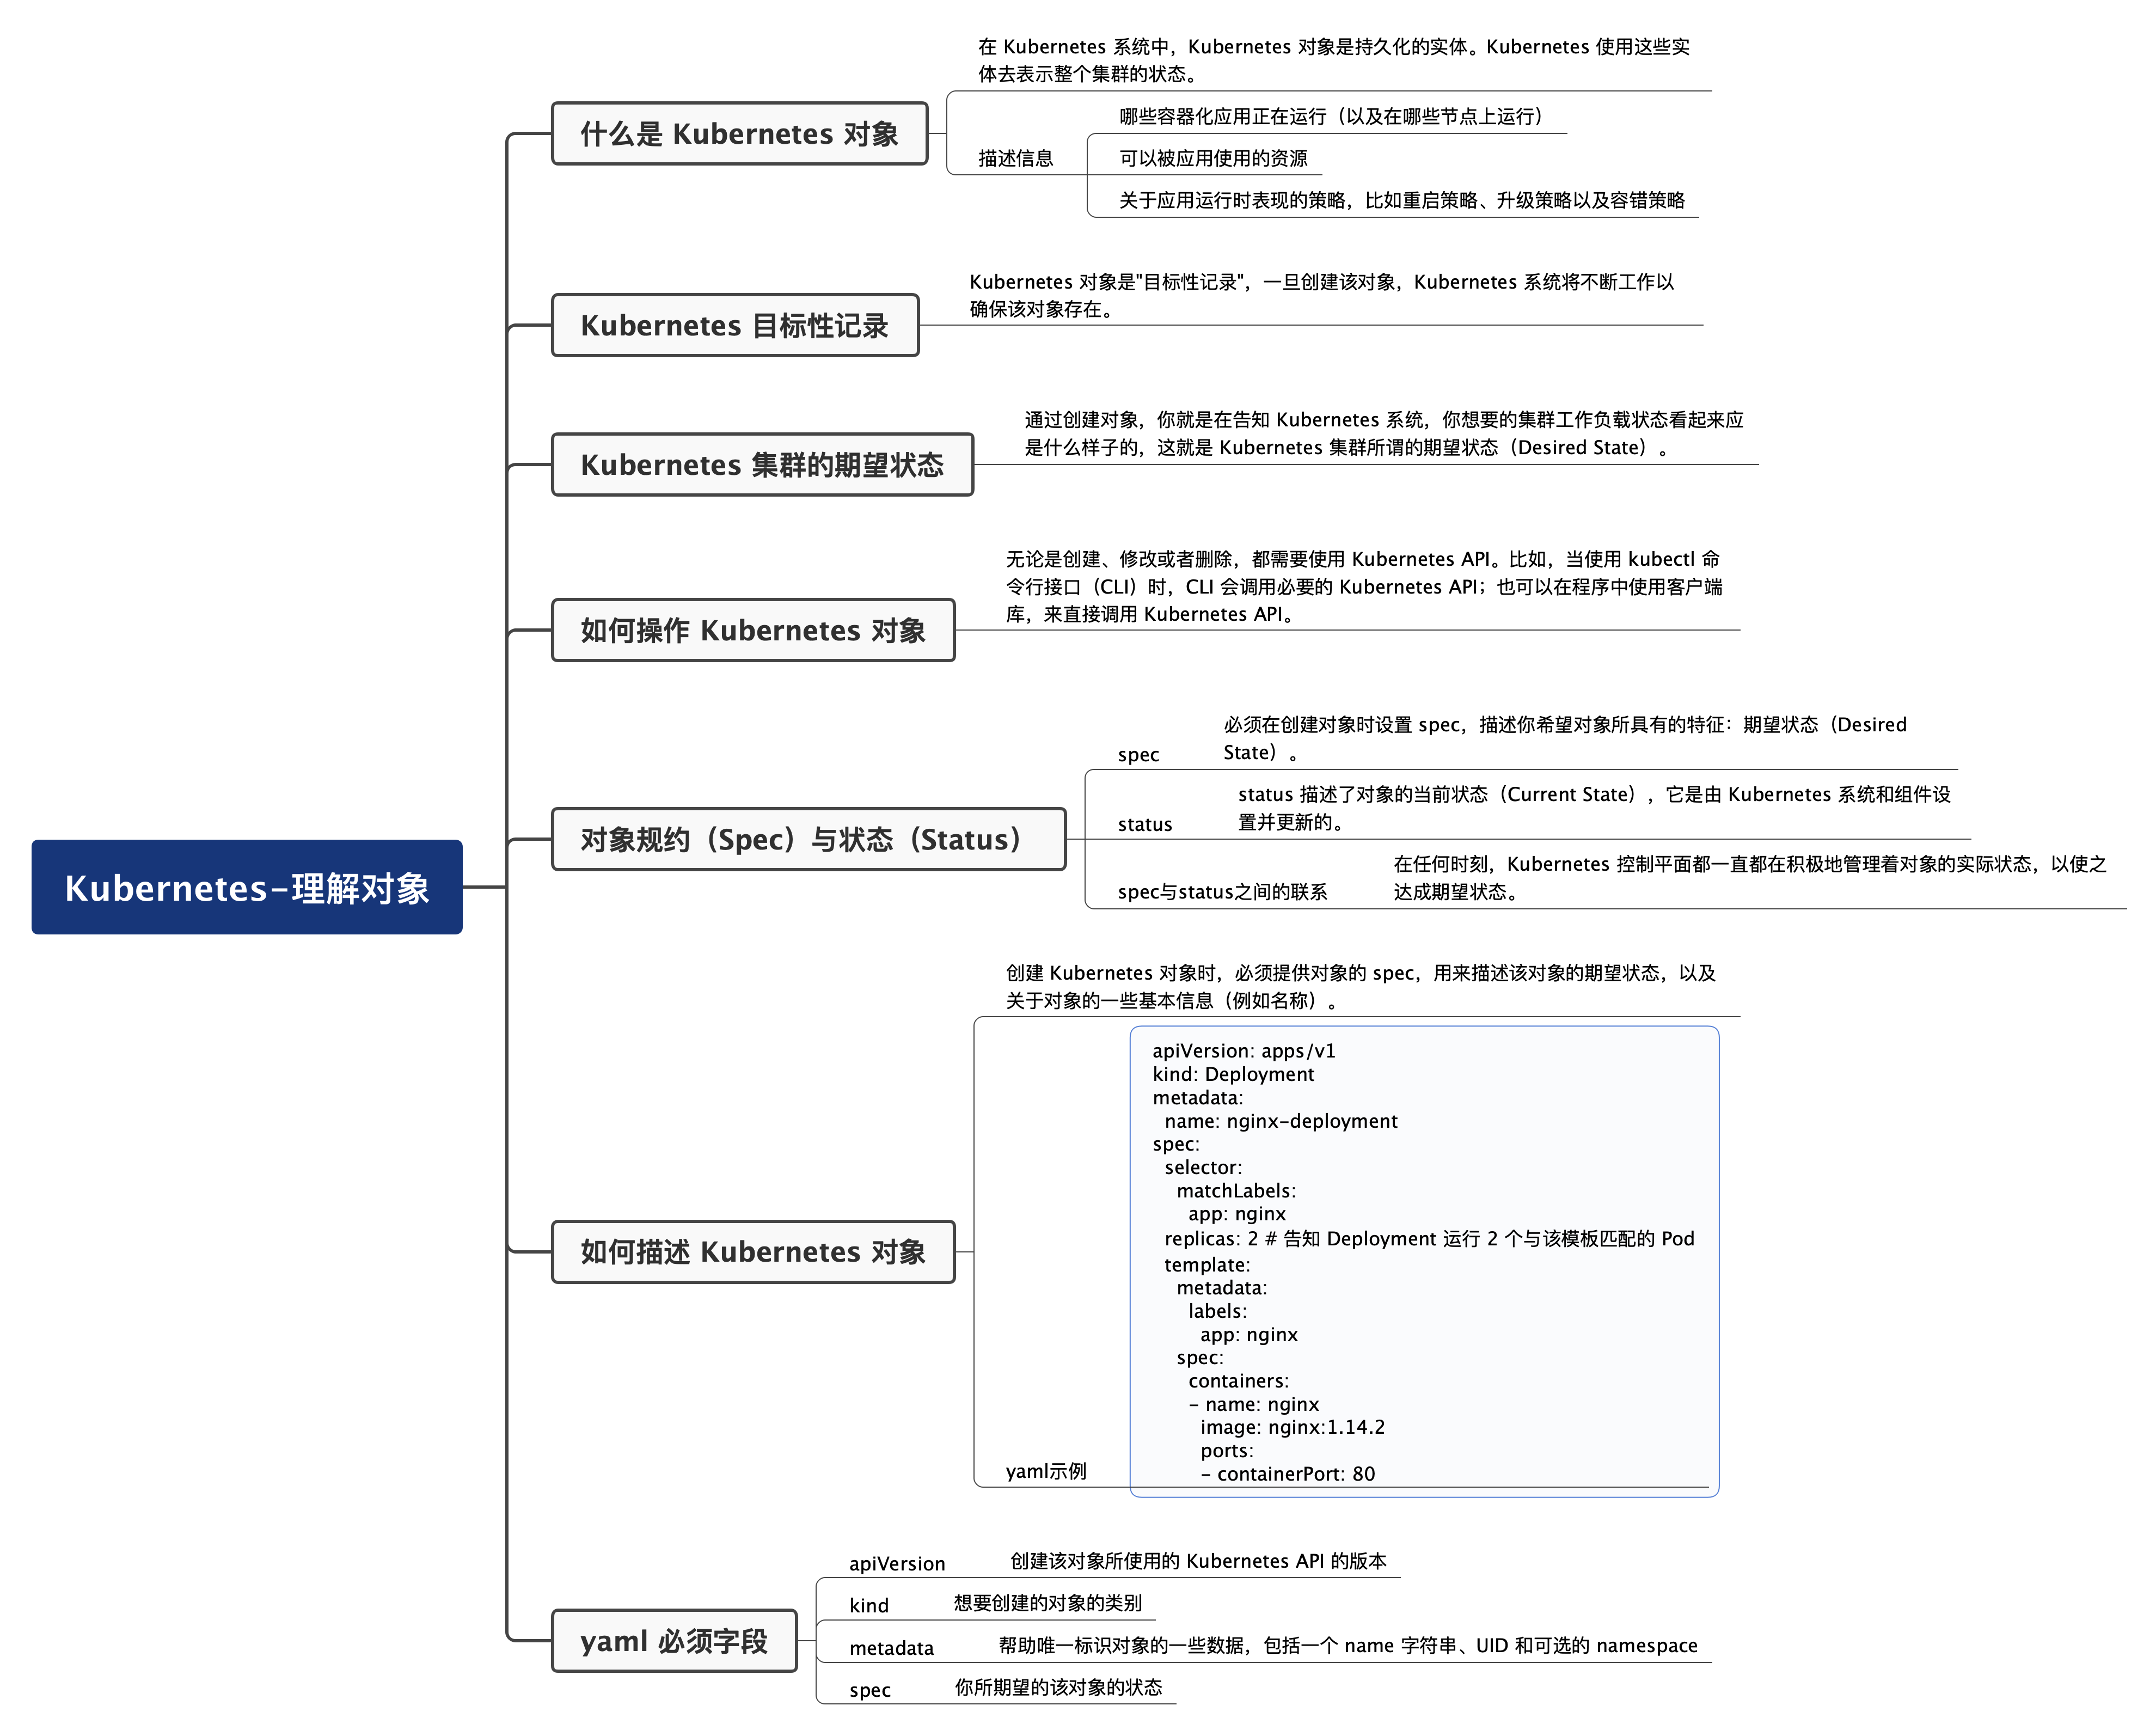 Kubernetes-理解对象
什么是 Kubernetes 对象
在 Kubernetes 系统中，Kubernetes 对象是持久化的实体。Kubernetes 使用这些实
体去表示整个集群的状态。
描述信息
哪些容器化应用正在运行（以及在哪些节点上运行）
可以被应用使用的资源
关于应用运行时表现的策略，比如重启策略、升级策略以及容错策略
Kubernetes 目标性记录
Kubernetes 对象是"目标性记录"，一旦创建该对象，Kubernetes 系统将不断工作以
确保该对象存在。
Kubernetes 集群的期望状态
通过创建对象，你就是在告知 Kubernetes 系统，你想要的集群工作负载状态看起来应
是什么样子的，这就是 Kubernetes 集群所谓的期望状态（Desired State）。
如何操作 Kubernetes 对象
无论是创建、修改或者删除，都需要使用 Kubernetes API。比如，当使用 kubectl 命
令行接口（CLI）时，CLI 会调用必要的 Kubernetes API；也可以在程序中使用客户端
库，来直接调用 Kubernetes API。
对象规约（Spec）与状态（Status）
spec
必须在创建对象时设置 spec，描述你希望对象所具有的特征：期望状态（Desired
State）。
status
status 描述了对象的当前状态（Current State），它是由 Kubernetes 系统和组件设
置并更新的。
spec与status之间的联系
在任何时刻，Kubernetes 控制平面都一直都在积极地管理着对象的实际状态，以使之
达成期望状态。
如何描述 Kubernetes 对象
创建 Kubernetes 对象时，必须提供对象的 spec，用来描述该对象的期望状态，以及
关于对象的一些基本信息（例如名称）。
yaml示例
apiVersion: apps/v1
kind: Deployment
metadata:
  name: nginx-deployment
spec:
  selector:
    matchLabels:
      app: nginx
  replicas: 2 # 告知 Deployment 运行 2 个与该模板匹配的 Pod
  template:
    metadata:
      labels:
        app: nginx
    spec:
      containers:
      - name: nginx
        image: nginx:1.14.2
        ports:
        - containerPort: 80
yaml 必须字段
apiVersion
创建该对象所使用的 Kubernetes API 的版本
kind
想要创建的对象的类别
metadata
帮助唯一标识对象的一些数据，包括一个 name 字符串、UID 和可选的 namespace
spec
你所期望的该对象的状态